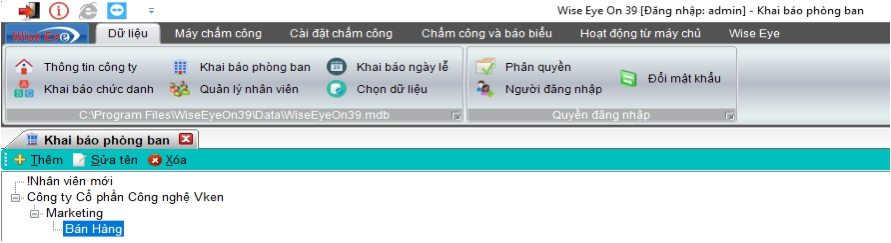 Wise Eye On 39 [Đăng nhập: admin] - Khai báo phòng ban
Wise Eye Dữ liệu Máy chấm công Cài đặt chấm công Chấm công và báo biểu Hoạt động từ máy chủ Wise Eye
Thông tin công ty Khai báo phòng ban Khai báo ngày lễ Phân quyền Đổi mật khẩu
Khai báo chức danh Quản lý nhân viên Chọn dữ liệu Người đăng nhập
C:\Program Files\WiseEyeOn39\Data\WiseEyeOn39.mdb Quyền đăng nhập
Khai báo phòng ban
Thêm Sửa tên Xóa
!Nhân viên mới
Công ty Cổ phần Công nghệ Vken
Marketing
Bán Hàng